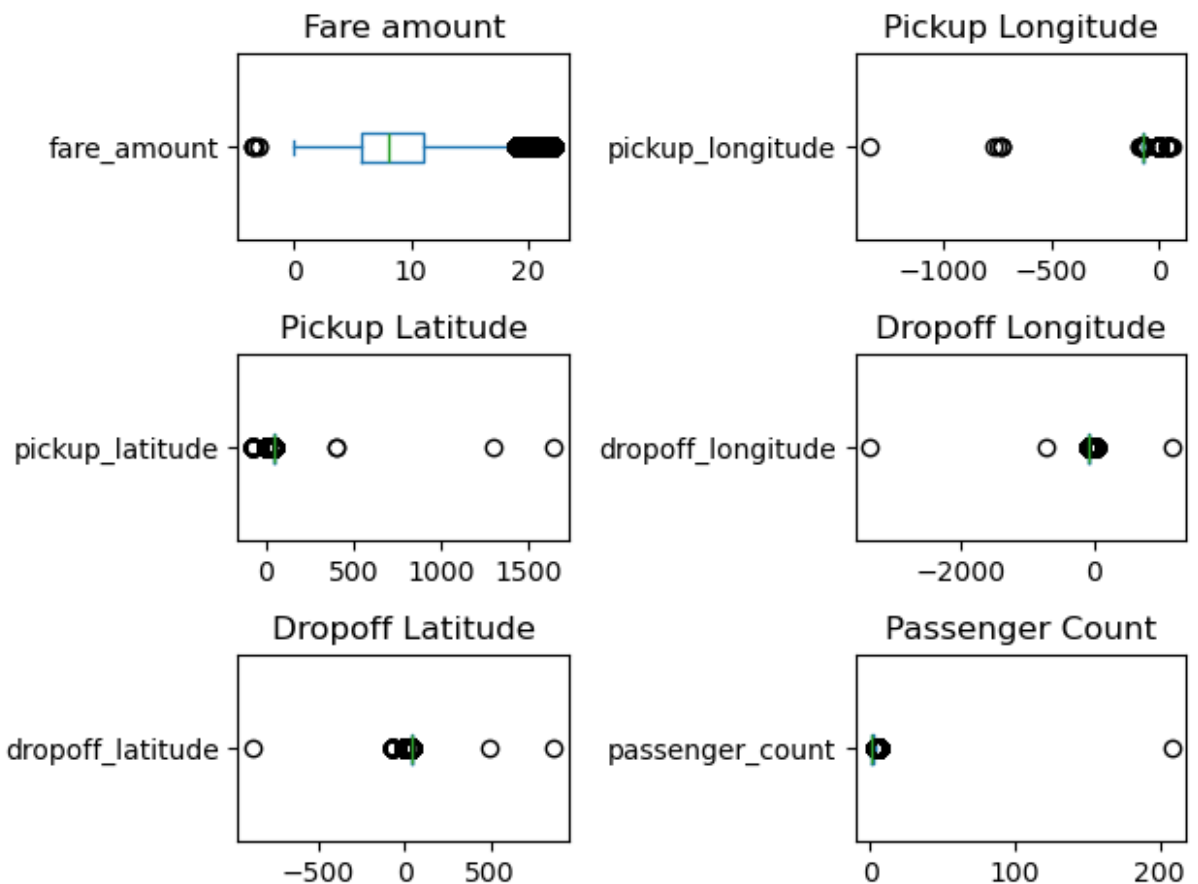 Fare amount
fare_amount
0 10 20
Pickup Longitude
pickup_longitude
−1000 −500 0
Pickup Latitude
pickup_latitude
0 500 1000 1500
Dropoff Longitude
dropoff_longitude
−2000 0
Dropoff Latitude
dropoff_latitude
−500 0 500
Passenger Count
passenger_count
0 100 200